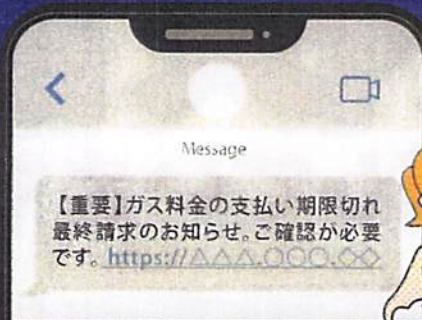 Message
【重要】ガス料金の支払い期限切れ
最終請求のお知らせ。ご確認が必要
です。https://△△△.○○○.◇◇